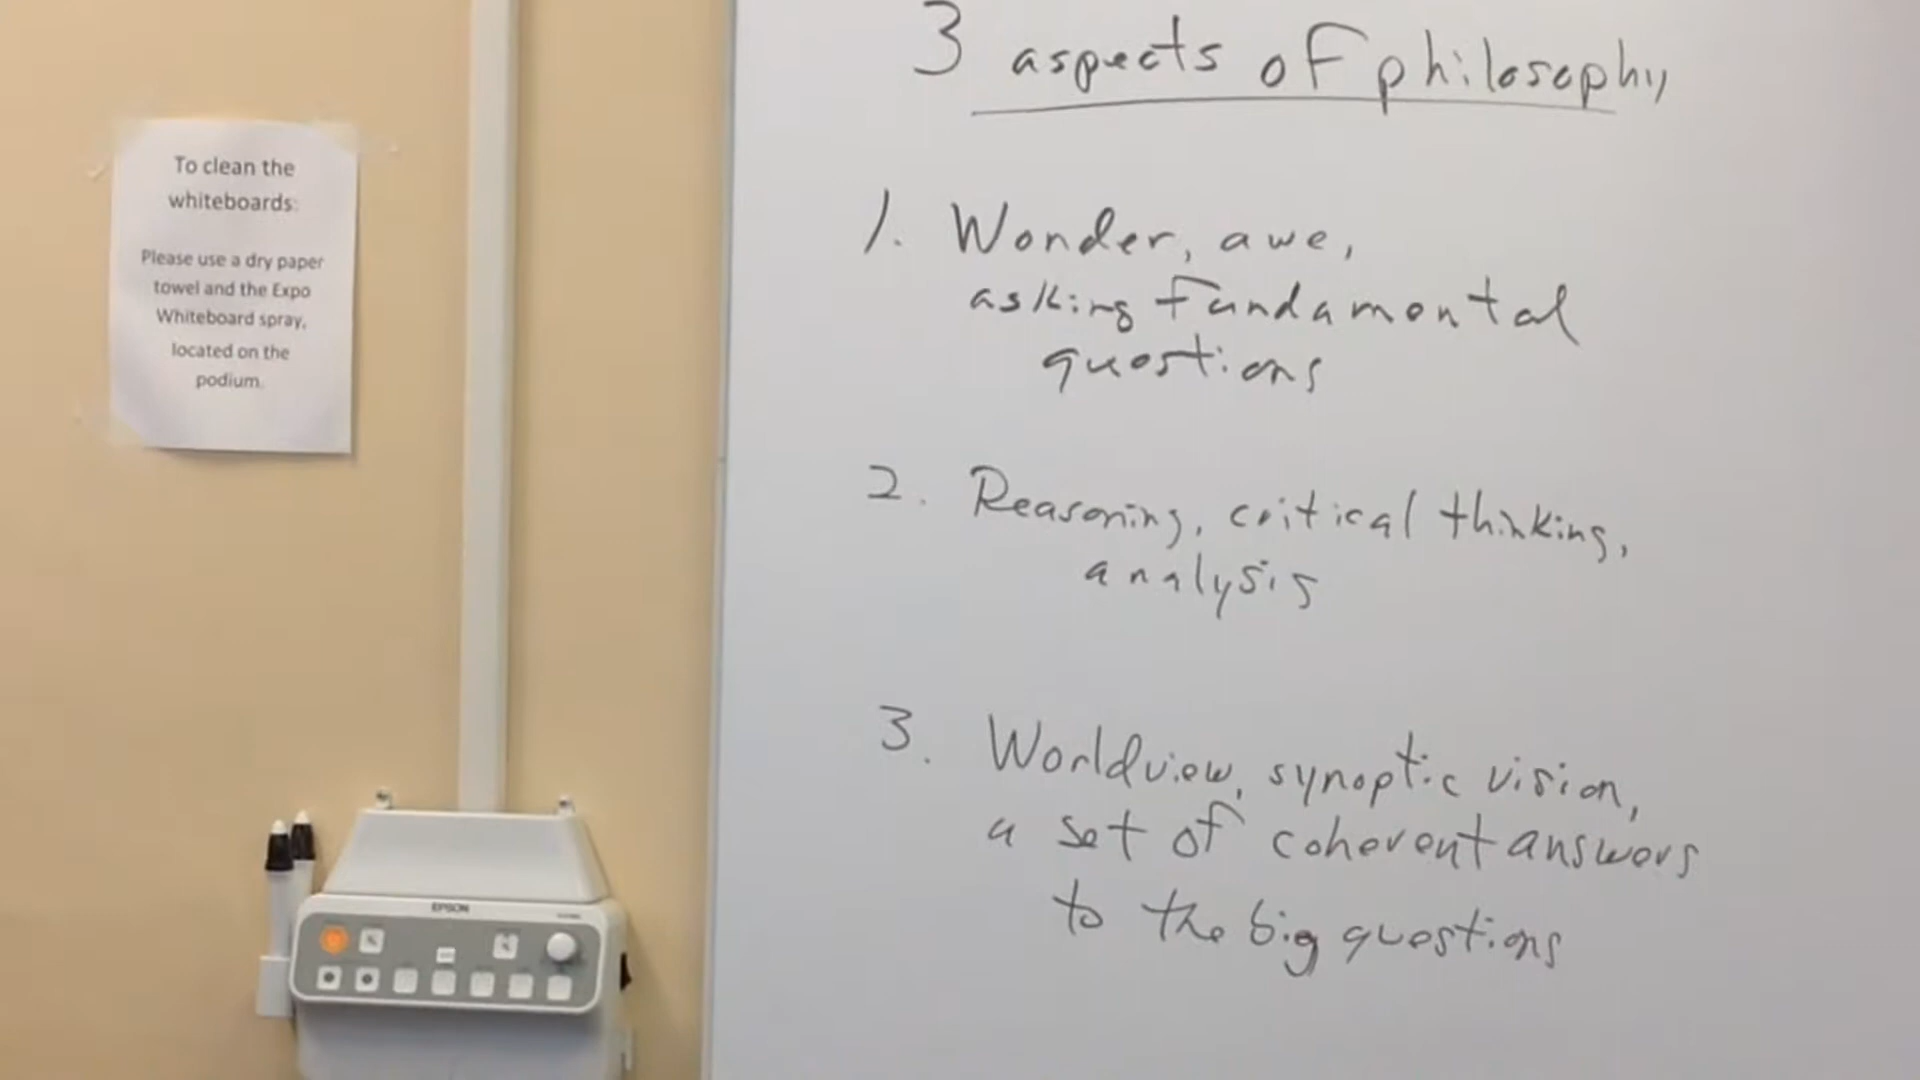 To clean the
whiteboards:
Please use a dry paper
towel and the Expo
Whiteboard spray,
located on the
podium.
EPSON
3 aspects of philosophy
1. Wonder, awe,
asking fundamental
questions
2. Reasoning, critical thinking,
analysis
3. Worldview, synoptic vision,
a set of coherent answers
to the big questions